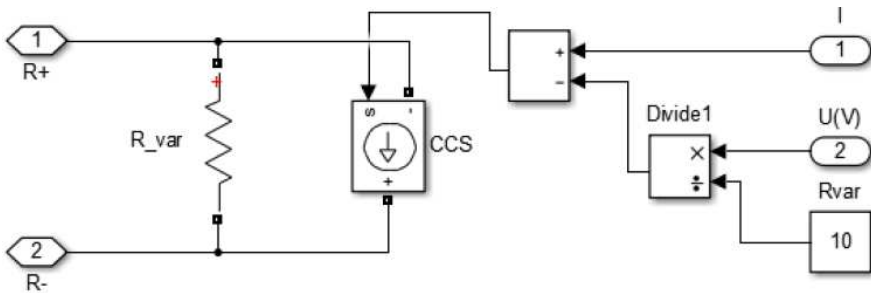 I
1
1
R+
+
s
-
+
-
Divide1
U(V)
R_var
CCS
×
2
÷
Rvar
+
10
2
R-